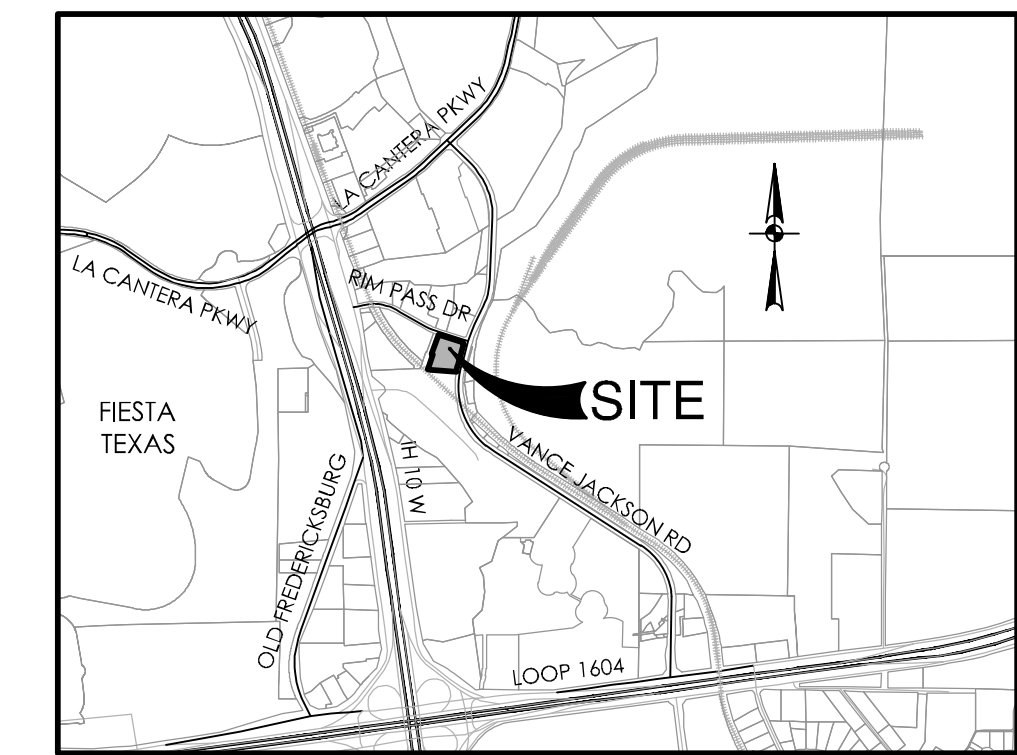 LA CANTERA PKWY
LA CANTERA PKWY
RIM PASS DR
SITE
FIESTA
TEXAS
IH 10 W
VANCE JACKSON RD
OLD FREDERICKSBURG
LOOP 1604